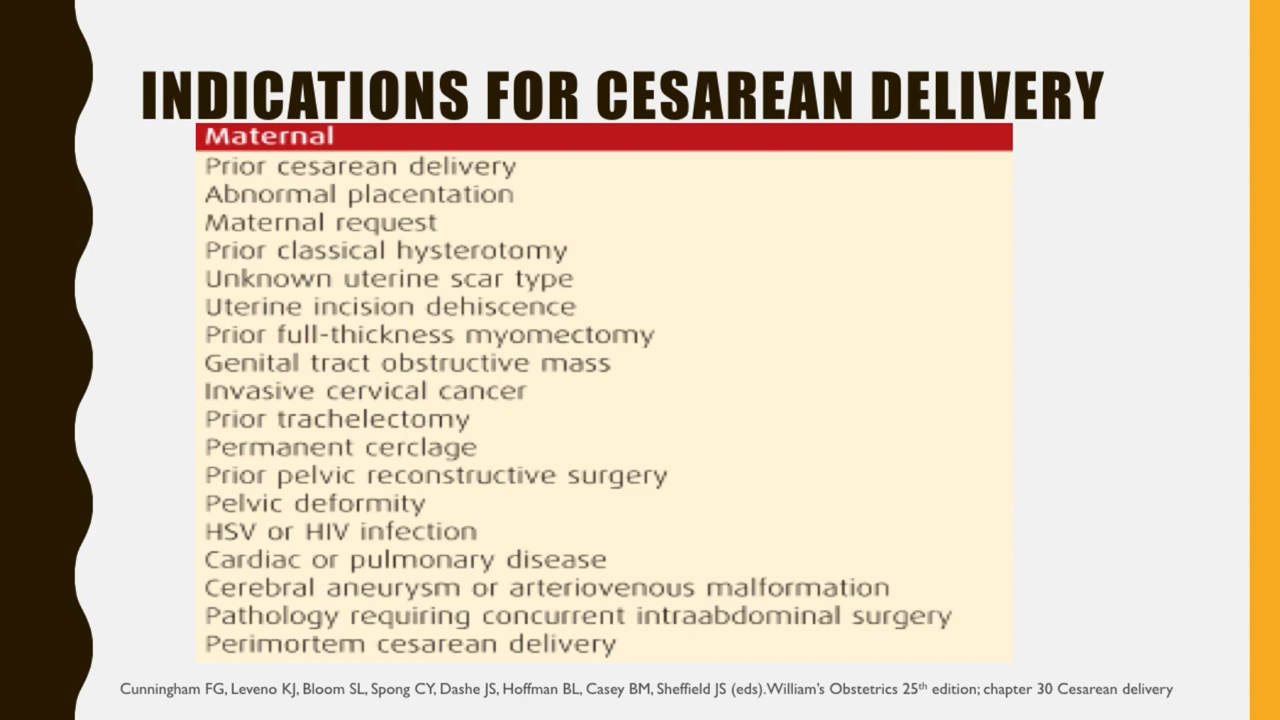 INDICATIONS FOR CESAREAN DELIVERY
Maternal
Prior cesarean delivery
Abnormal placentation
Maternal request
Prior classical hysterotomy
Unknown uterine scar type
Uterine incision dehiscence
Prior full-thickness myomectomy
Genital tract obstructive mass
Invasive cervical cancer
Prior trachelectomy
Permanent cerclage
Prior pelvic reconstructive surgery
Pelvic deformity
HSV or HIV infection
Cardiac or pulmonary disease
Cerebral aneurysm or arteriovenous malformation
Pathology requiring concurrent intraabdominal surgery
Perimortem cesarean delivery
Cunningham FG, Leveno KJ, Bloom SL, Spong CY, Dashe JS, Hoffman BL, Casey BM, Sheffield JS (eds).William's Obstetrics 25th edition; chapter 30 Cesarean delivery